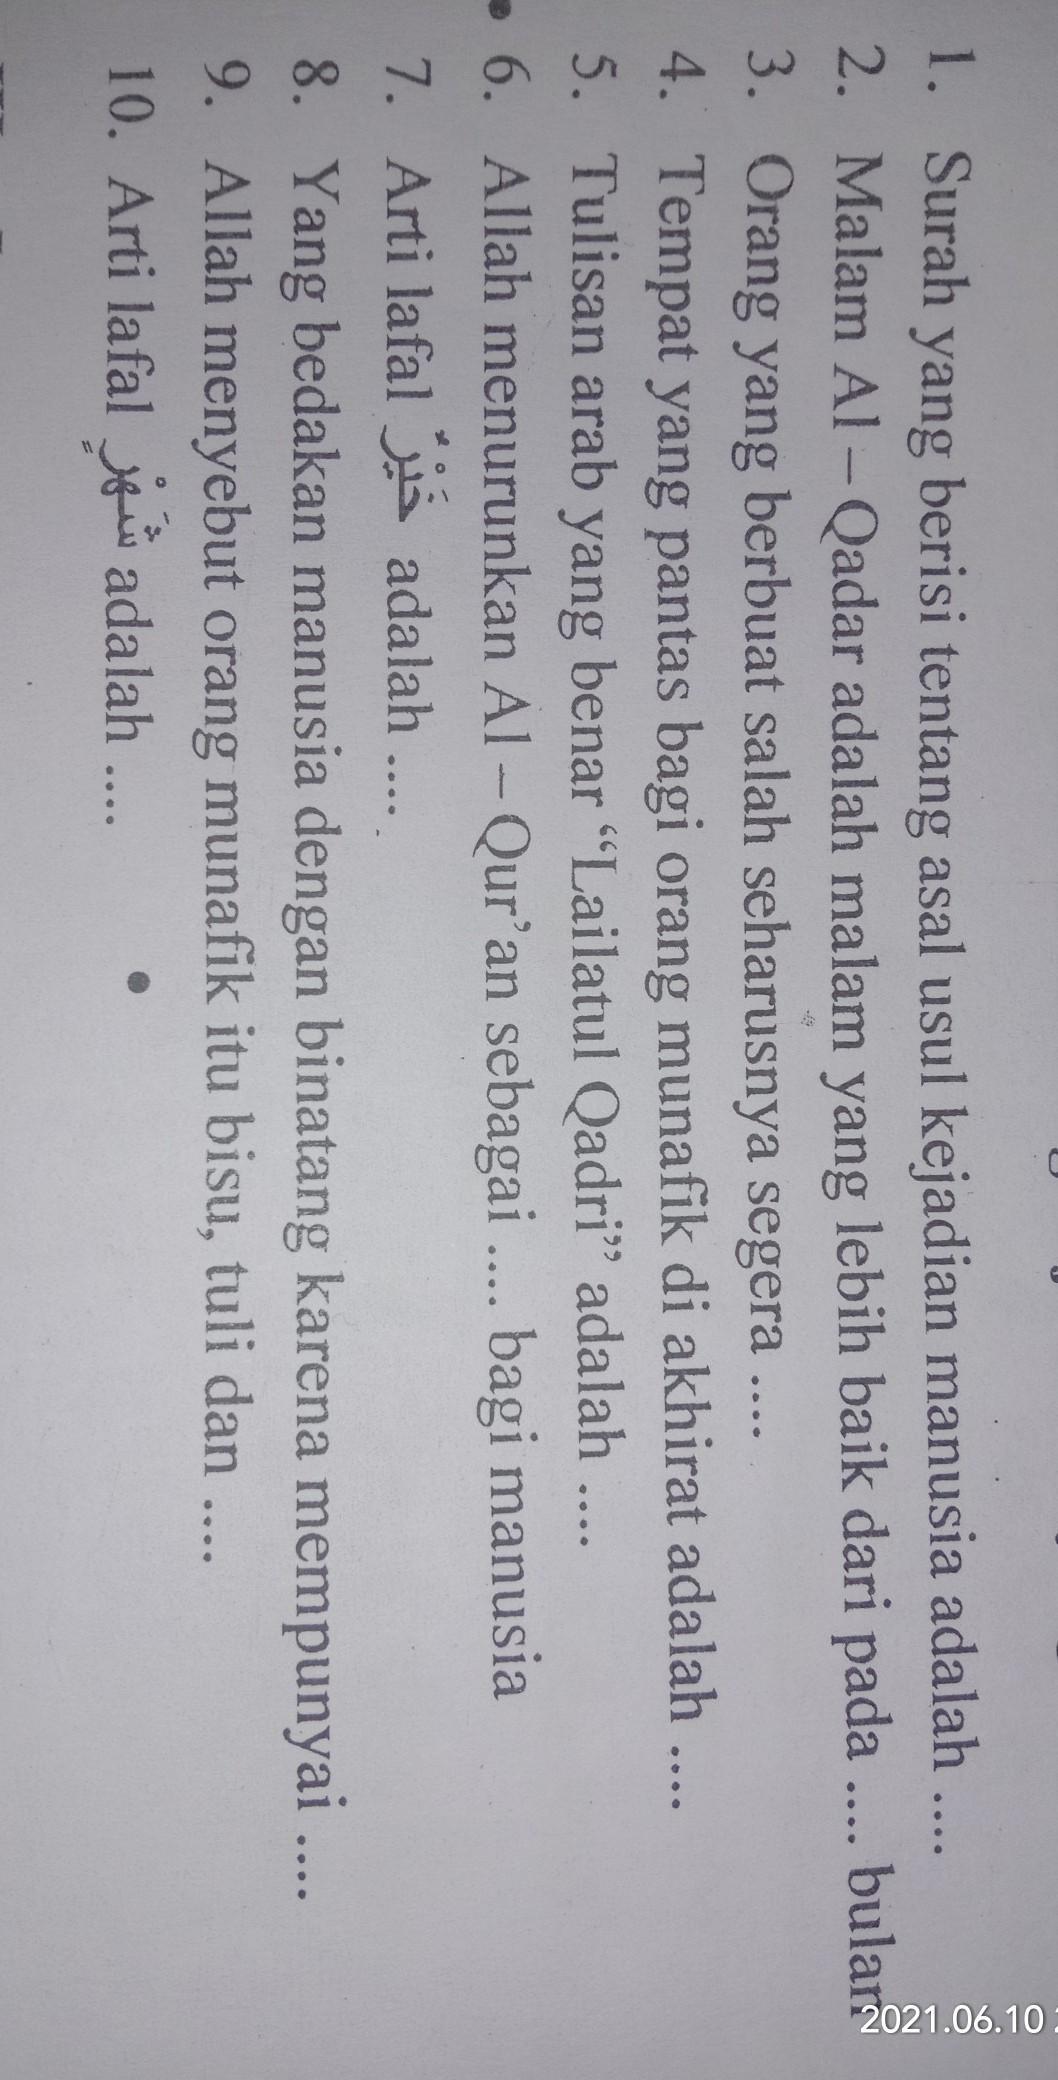 1. Surah yang berisi tentang asal usul kejadian manusia adalah ....
2. Malam Al – Qadar adalah malam yang lebih baik dari pada .... bulan
3. Orang yang berbuat salah seharusnya segera ....
4. Tempat yang pantas bagi orang munafik di akhirat adalah ....
5. Tulisan arab yang benar “Lailatul Qadri” adalah ....
6. Allah menurunkan Al – Qur’an sebagai .... bagi manusia
7. Arti lafal خَيْرٌ adalah ....
8. Yang bedakan manusia dengan binatang karena mempunyai ....
9. Allah menyebut orang munafik itu bisu, tuli dan ....
10. Arti lafal شَهْرٍ adalah ....
2021.06.10